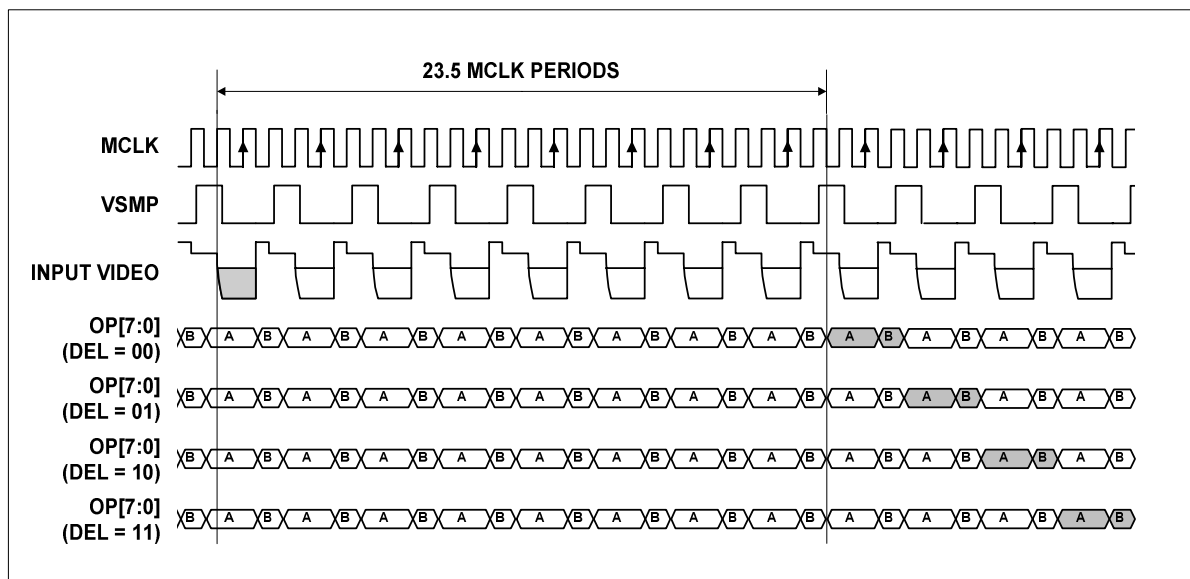 23.5 MCLK PERIODS
MCLK
VSMP
INPUT VIDEO
OP[7:0]
(DEL = 00)
B A B A B A B A B A B A B A B A B A B A B A B A B
OP[7:0]
(DEL = 01)
B A B A B A B A B A B A B A B A B A B A B A B A B
OP[7:0]
(DEL = 10)
B A B A B A B A B A B A B A B A B A B A B A B A B
OP[7:0]
(DEL = 11)
B A B A B A B A B A B A B A B A B A B A B A B A B